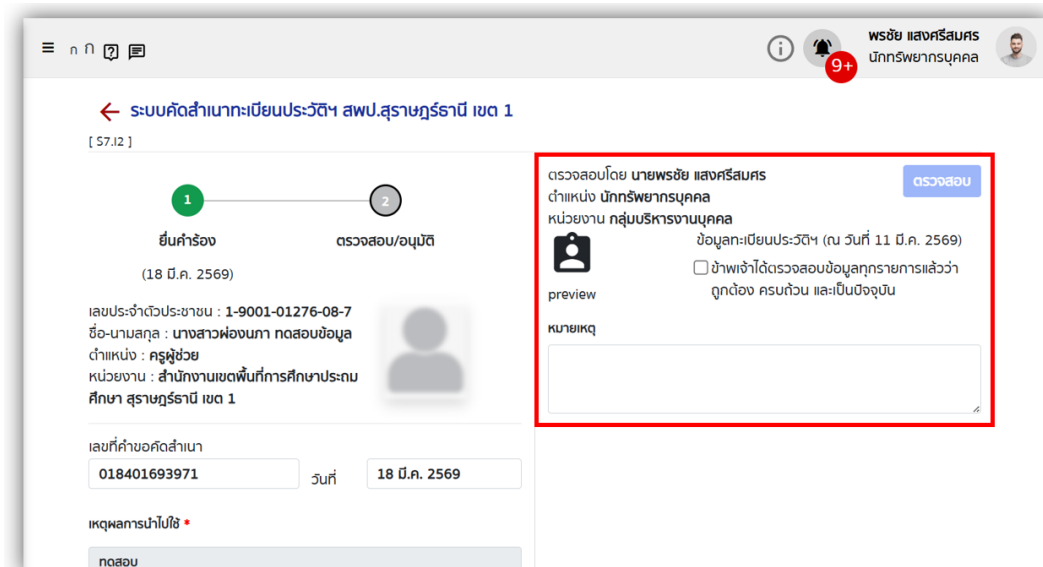 ก ก
9+
พรชัย แสงศรีสมศร
นักทรัพยากรบุคคล
ระบบคัดสำเนาทะเบียนประวัติฯ สพป.สุราษฎร์ธานี เขต 1
[ S7.I2 ]
1
2
ยื่นคำร้อง
ตรวจสอบ/อนุมัติ
(18 มี.ค. 2569)
เลขประจำตัวประชาชน : 1-9001-01276-08-7
ชื่อ-นามสกุล : นางสาวผ่องนภา ทดสอบข้อมูล
ตำแหน่ง : ครูผู้ช่วย
หน่วยงาน : สำนักงานเขตพื้นที่การศึกษาประถม
ศึกษา สุราษฎร์ธานี เขต 1
เลขที่คำขอคัดสำเนา
018401693971
วันที่
18 มี.ค. 2569
เหตุผลการนำไปใช้ *
ทดสอบ
ตรวจสอบโดย นายพรชัย แสงศรีสมศร
ตรวจสอบ
ตำแหน่ง นักทรัพยากรบุคคล
หน่วยงาน กลุ่มบริหารงานบุคคล
preview
ข้อมูลทะเบียนประวัติฯ (ณ วันที่ 11 มี.ค. 2569)
ข้าพเจ้าได้ตรวจสอบข้อมูลทุกรายการแล้วว่า
ถูกต้อง ครบถ้วน และเป็นปัจจุบัน
หมายเหตุ